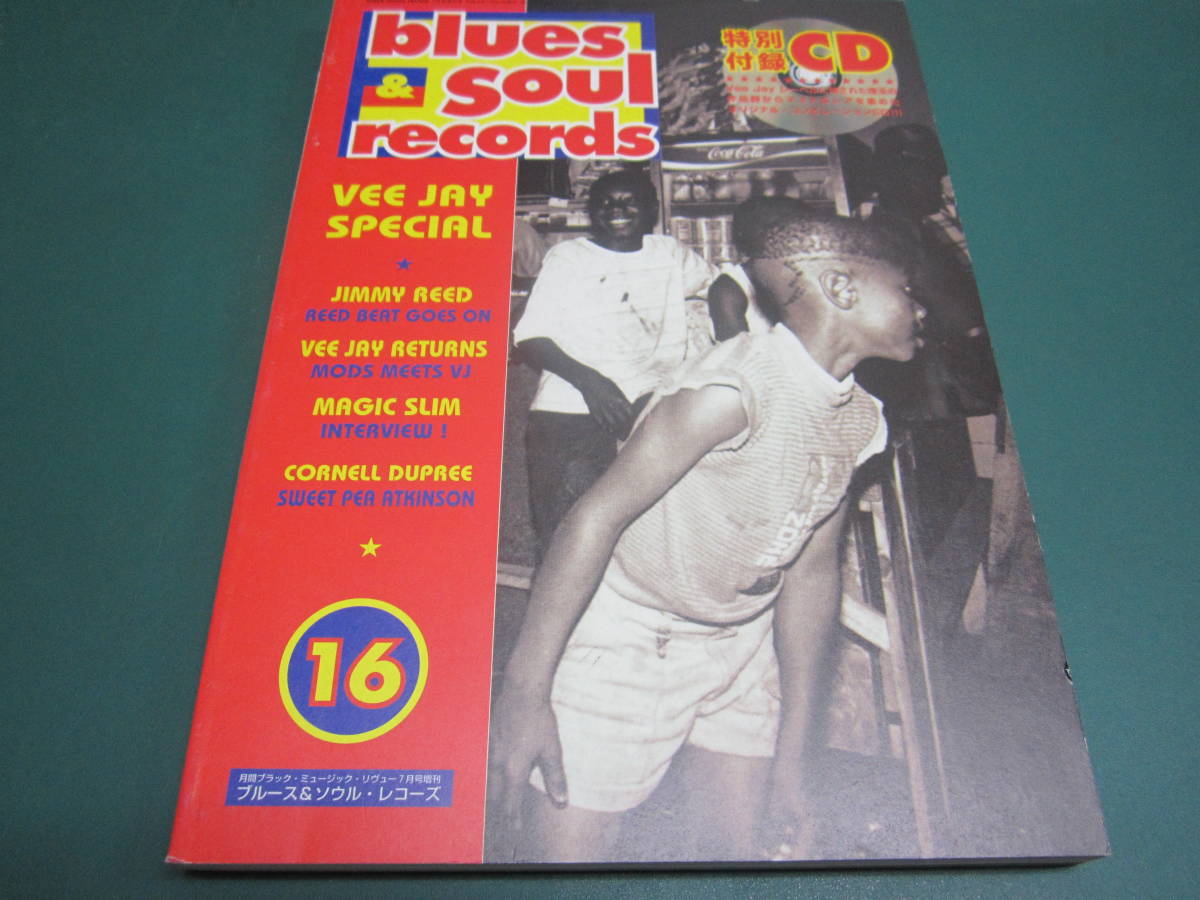 blues
& soul
records
特別
付録 CD
Vee Jay
Coca-Cola
VEE JAY
SPECIAL
JIMMY REED
REED BEAT GOES ON
VEE JAY RETURNS
MODS MEETS VJ
MAGIC SLIM
INTERVIEW !
CORNELL DUPREE
SWEET PEA ATKINSON
ZONE
16
月間ブラック・ミュージック・リヴュー7月号増刊
ブルース&ソウル・レコーズ